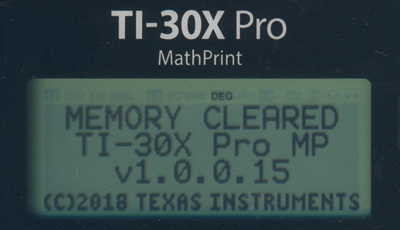 TI-30X Pro
MathPrint
DEG
MEMORY CLEARED
TI-30X Pro MP
v1.0.0.15
(C)2018 TEXAS INSTRUMENTS